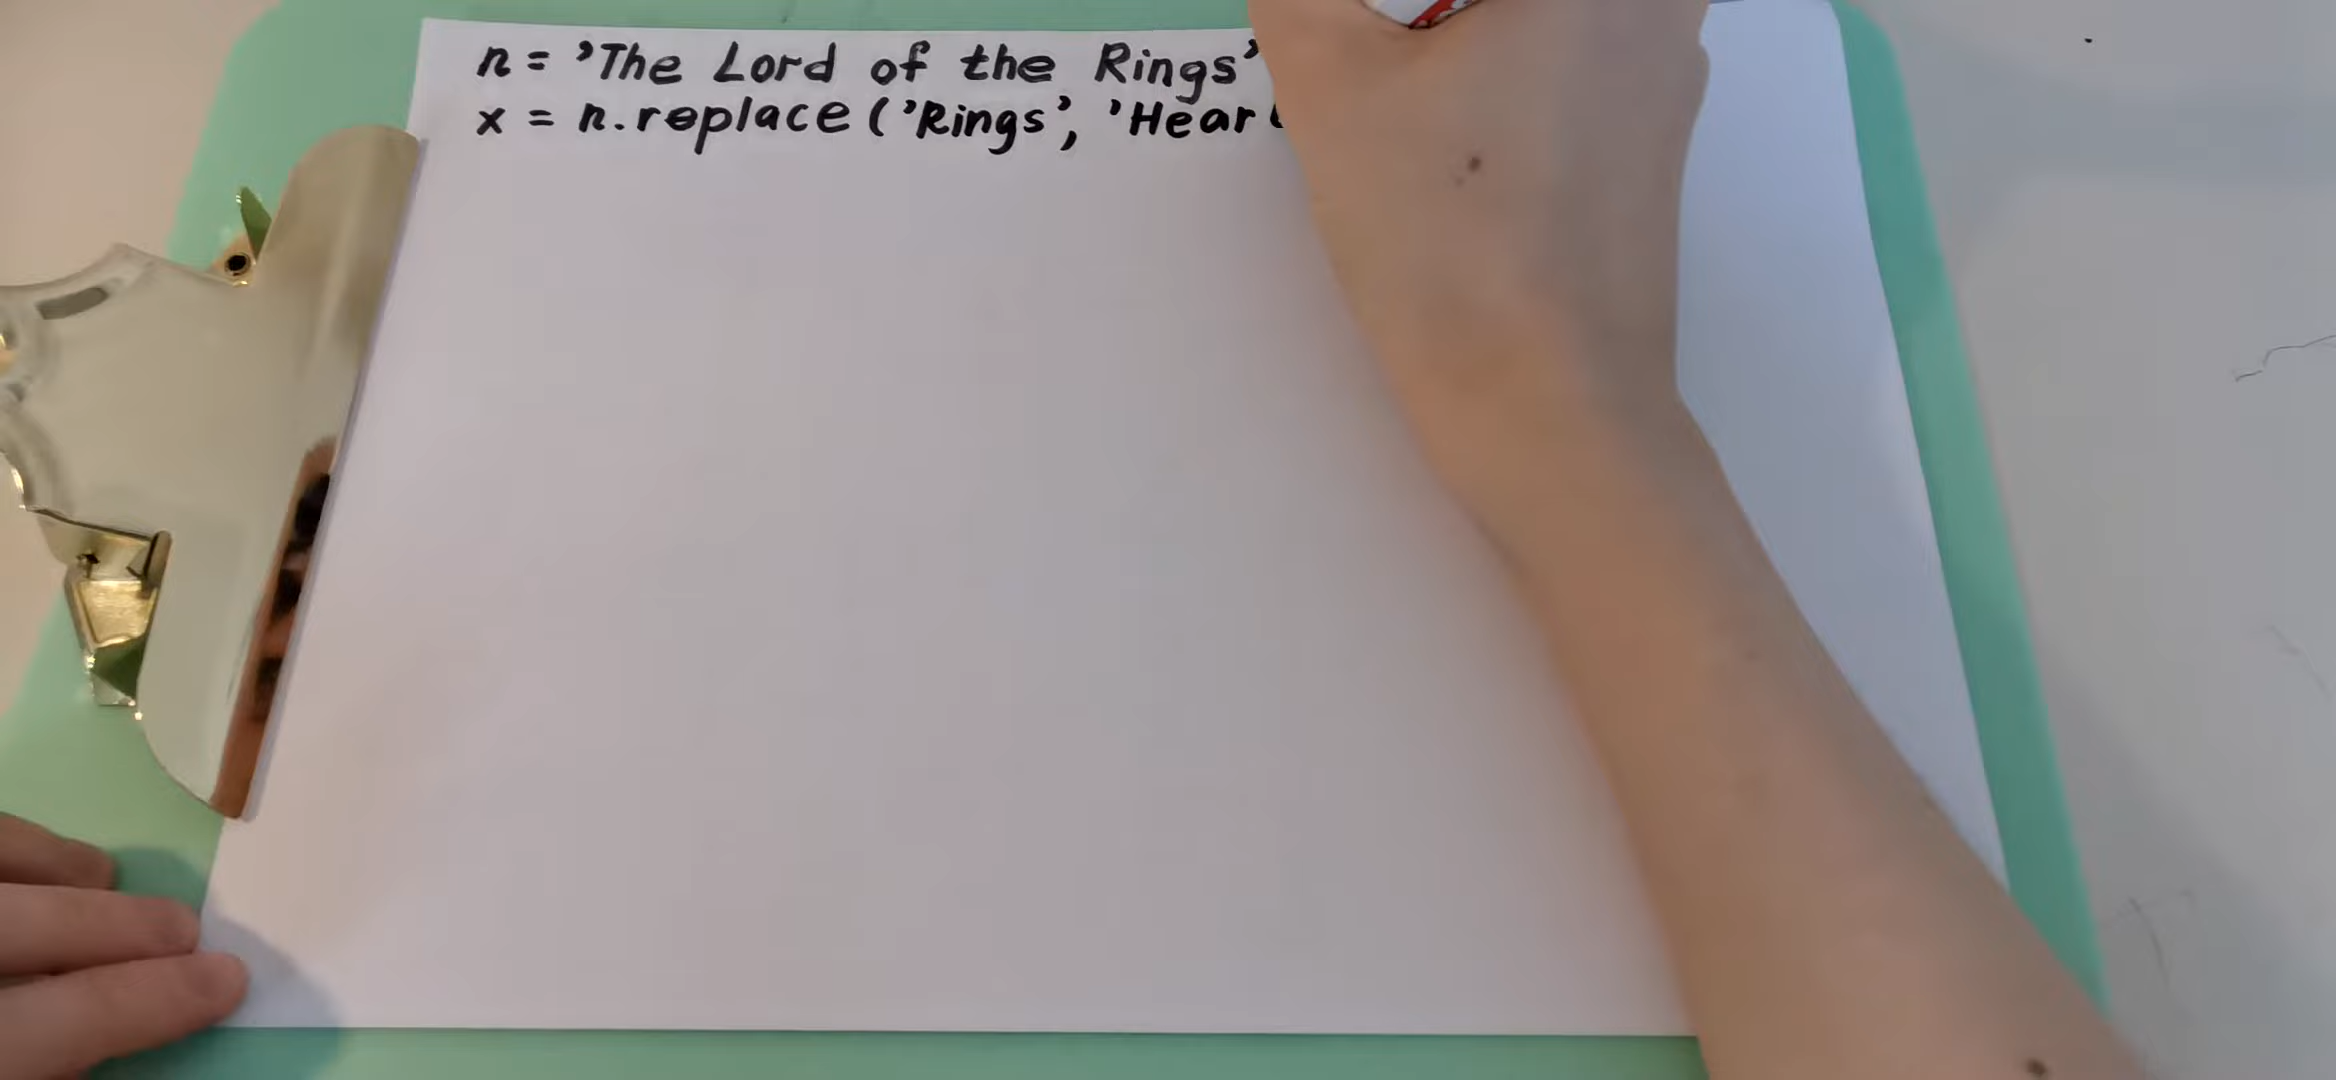 n = 'The Lord of the Rings'
x = n.replace('Rings', 'Hear